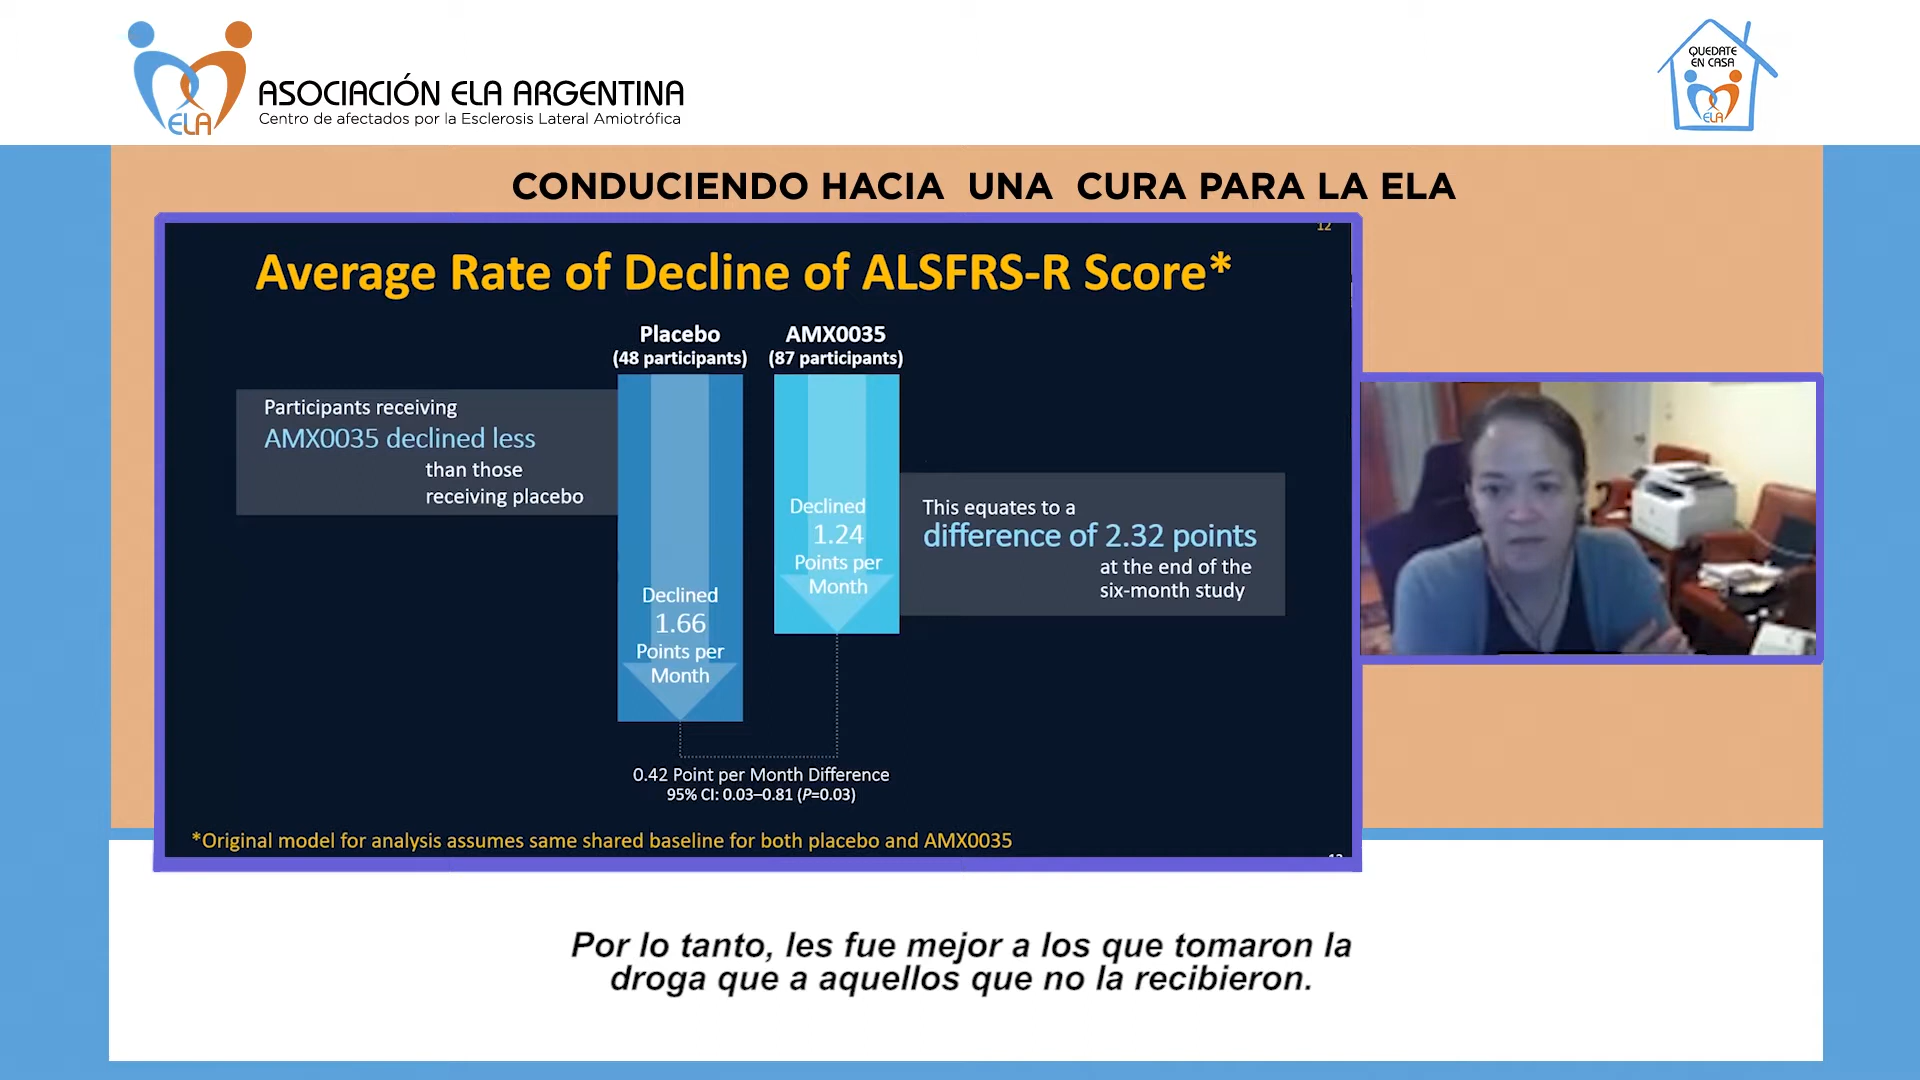 ASOCIACIÓN ELA ARGENTINA
Centro de afectados por la Esclerosis Lateral Amiotrófica
ELA
QUEDATE
EN CASA
ELA
CONDUCIENDO HACIA UNA CURA PARA LA ELA
12
Average Rate of Decline of ALSFRS-R Score*
Placebo
(48 participants)
AMX0035
(87 participants)
Participants receiving
AMX0035 declined less
than those
receiving placebo
Declined
1.66
Points per
Month
Declined
1.24
Points per
Month
This equates to a
difference of 2.32 points
at the end of the
six-month study
0.42 Point per Month Difference
95% CI: 0.03–0.81 (P=0.03)
*Original model for analysis assumes same shared baseline for both placebo and AMX0035
Por lo tanto, les fue mejor a los que tomaron la
droga que a aquellos que no la recibieron.